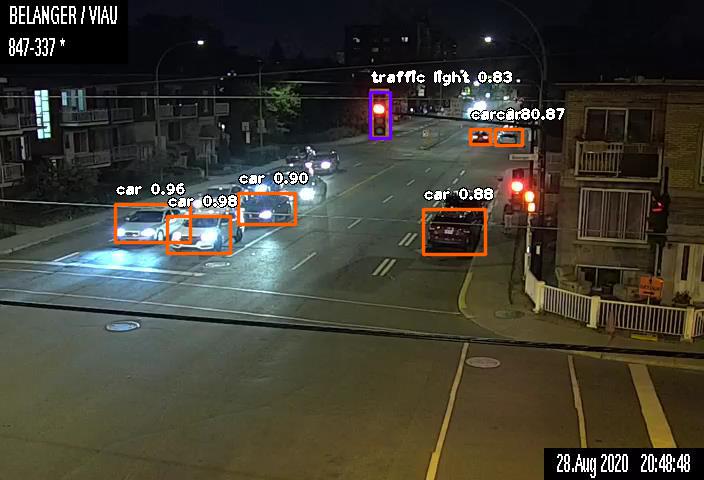 BELANGER / VIAU
847-337 *
traffic light 0.83
carcar80.87
car 0.90
car 0.96
car 0.98
car 0.88
28.Aug 2020 20:48:48